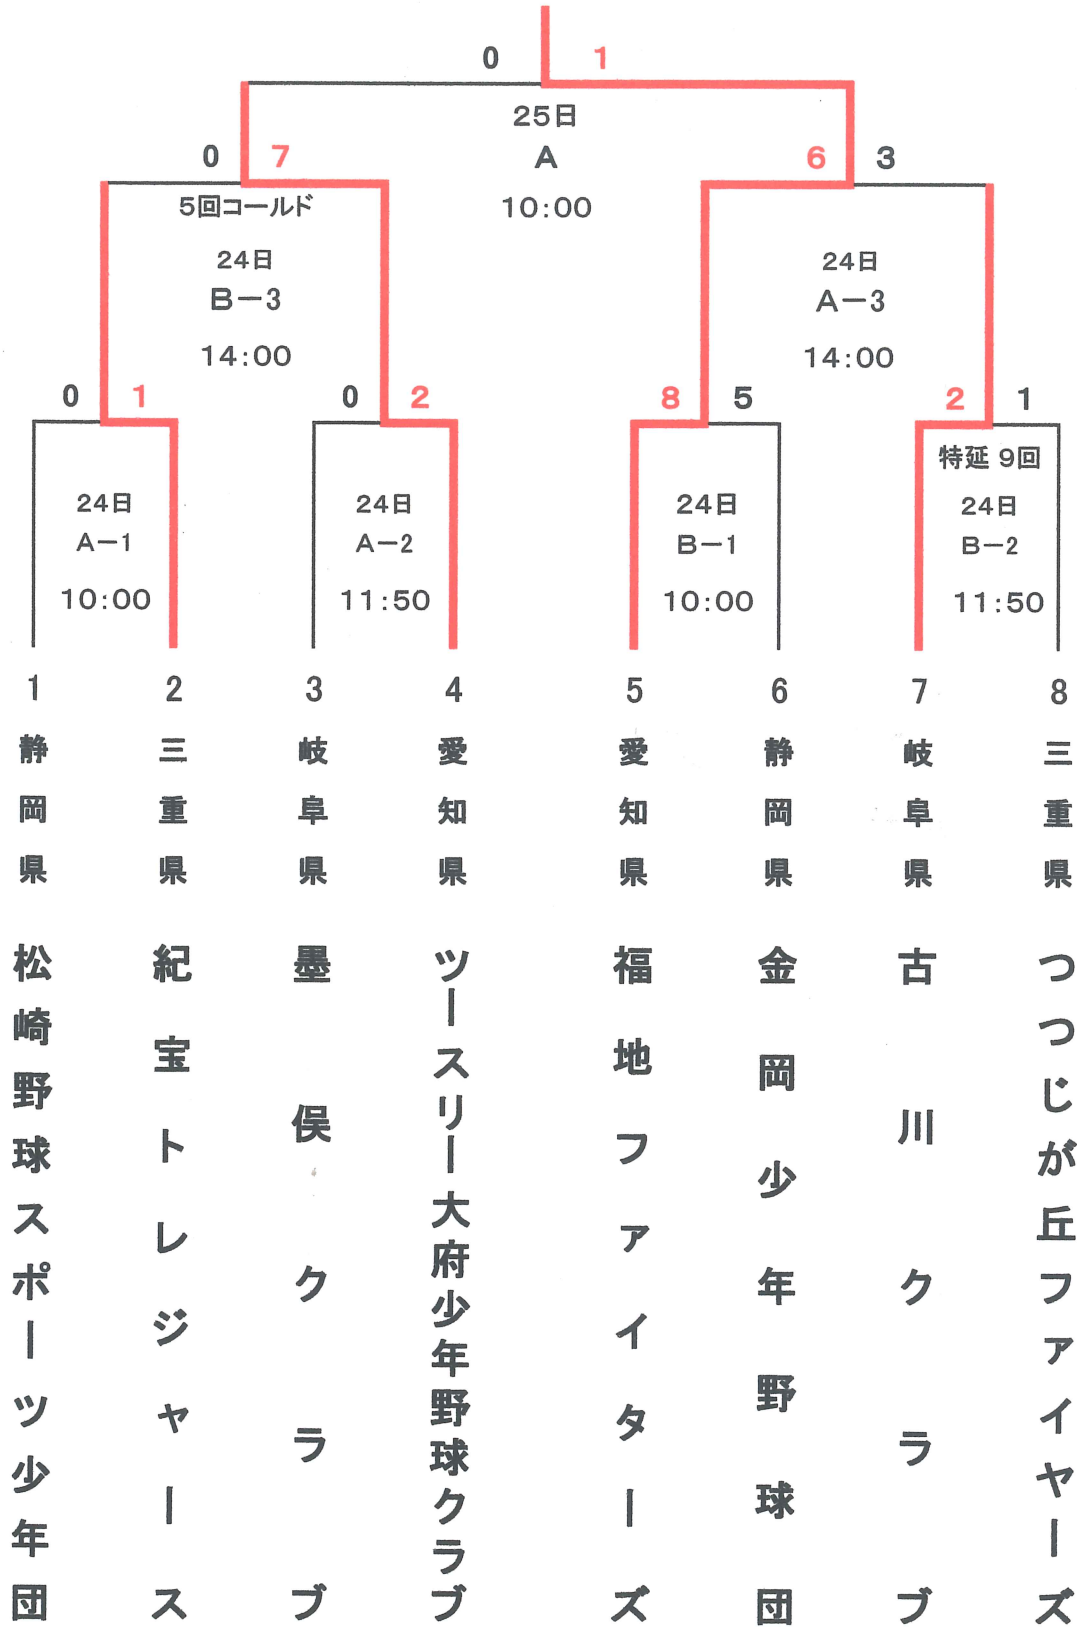 0 1
25日
A
10:00
0 7
6 3
5回コールド
24日
B-3
14:00
24日
A-3
14:00
0 1
0 2
8 5
2 1
特延 9回
24日
A-1
10:00
24日
A-2
11:50
24日
B-1
10:00
24日
B-2
11:50
1
静岡県
松崎野球スポーツ少年団
2
三重県
紀宝トレジャース
3
岐阜県
墨俣クラブ
4
愛知県
ツースリー大府少年野球クラブ
5
愛知県
福地ファイターズ
6
静岡県
金岡少年野球団
7
岐阜県
古川クラブ
8
三重県
つつじが丘ファイヤーズ